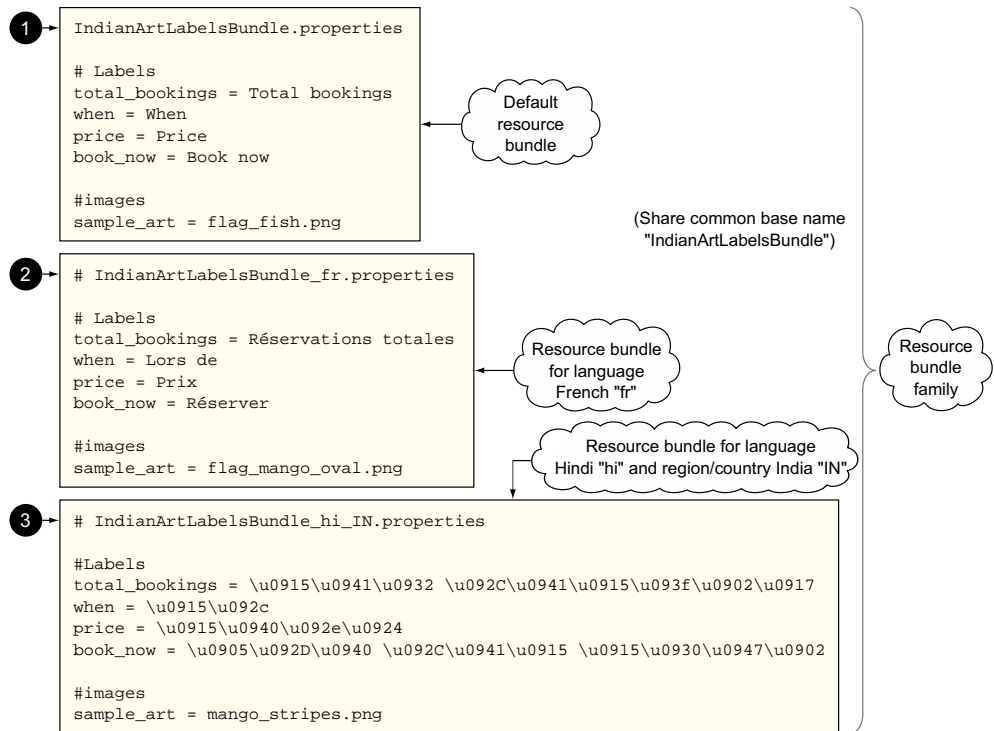 1
IndianArtLabelsBundle.properties
# Labels
total_bookings = Total bookings
when = When
price = Price
book_now = Book now
#images
sample_art = flag_fish.png
Default
resource
bundle
(Share common base name
"IndianArtLabelsBundle")
2
# IndianArtLabelsBundle_fr.properties
# Labels
total_bookings = Réservations totales
when = Lors de
price = Prix
book_now = Réserver
#images
sample_art = flag_mango_oval.png
Resource bundle
for language
French "fr"
Resource
bundle
family
Resource bundle for language
Hindi "hi" and region/country India "IN"
3
# IndianArtLabelsBundle_hi_IN.properties
#Labels
total_bookings = \u0915\u0941\u0932 \u092C\u0941\u0915\u093f\u0902\u0917
when = \u0915\u092c
price = \u0915\u0940\u092e\u0924
book_now = \u0905\u092D\u0940 \u092C\u0941\u0915 \u0915\u0930\u0947\u0902
#images
sample_art = mango_stripes.png